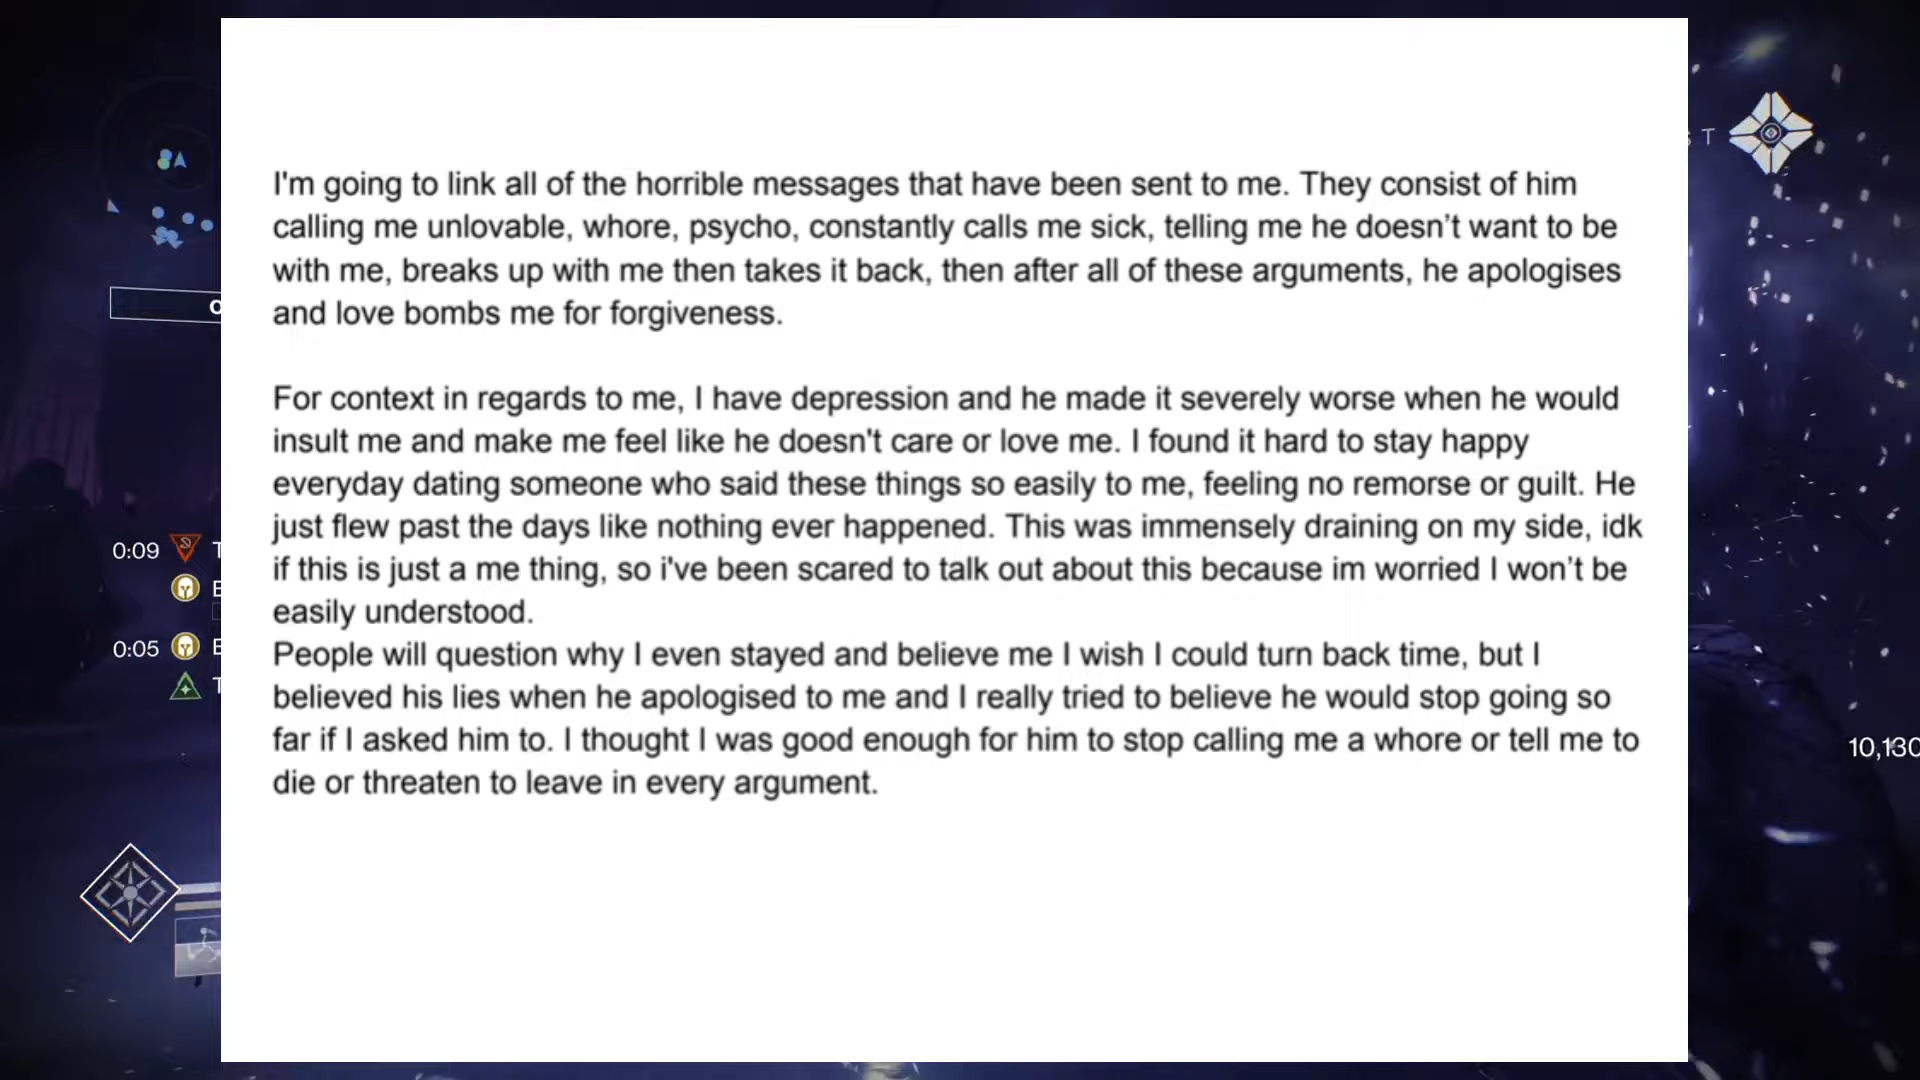 I'm going to link all of the horrible messages that have been sent to me. They consist of him
calling me unlovable, whore, psycho, constantly calls me sick, telling me he doesn’t want to be
with me, breaks up with me then takes it back, then after all of these arguments, he apologises
and love bombs me for forgiveness.
For context in regards to me, I have depression and he made it severely worse when he would
insult me and make me feel like he doesn't care or love me. I found it hard to stay happy
everyday dating someone who said these things so easily to me, feeling no remorse or guilt. He
just flew past the days like nothing ever happened. This was immensely draining on my side, idk
if this is just a me thing, so i've been scared to talk out about this because im worried I won’t be
easily understood.
People will question why I even stayed and believe me I wish I could turn back time, but I
believed his lies when he apologised to me and I really tried to believe he would stop going so
far if I asked him to. I thought I was good enough for him to stop calling me a whore or tell me to
die or threaten to leave in every argument.
0:09
0:05
10,130